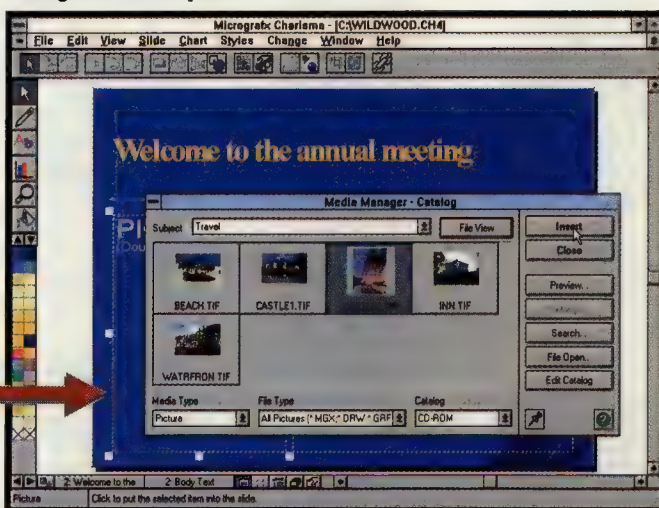 Micrografx Charisma - [C:\WILDWOOD.CH4]
File Edit View Slide Chart Styles Change Window Help
Welcome to the annual meeting
Media Manager - Catalog
Subject Travel File View Insert
Close
BEACH.TIF CASTLE1.TIF INN.TIF
Preview...
Search...
File Open...
Edit Catalog
WATRFRON.TIF
Media Type File Type Catalog
Picture All Pictures (*.MGX;*.DRW;*.GRF CD-ROM
2: Welcome to the 2: Body Text
Picture Click to put the selected item into the slide.